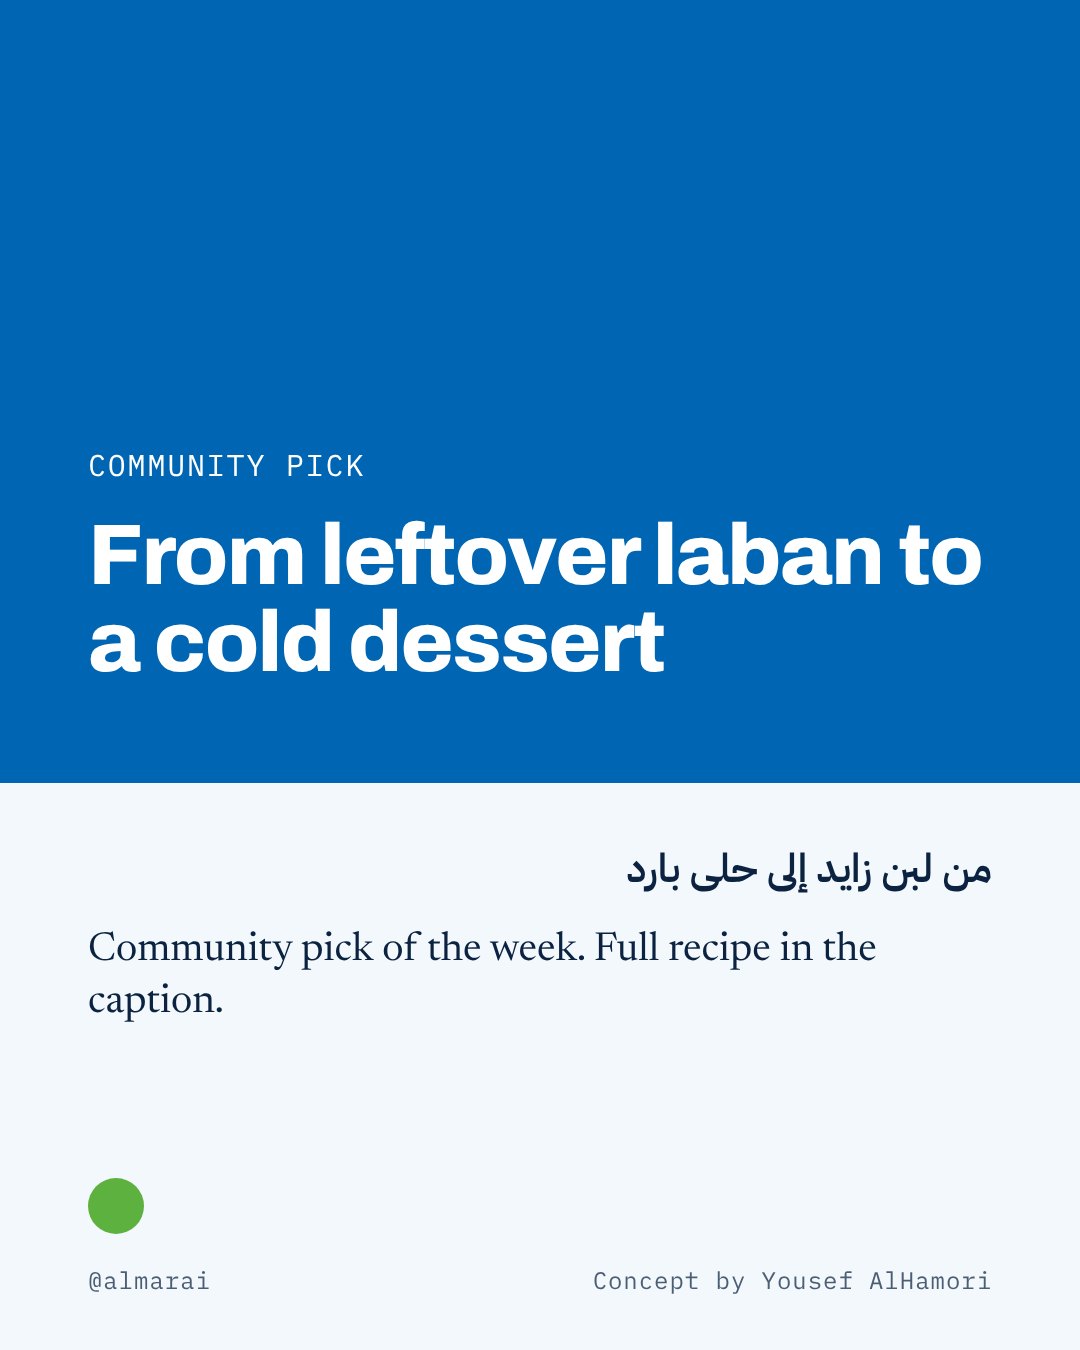 COMMUNITY PICK
From leftover laban to
a cold dessert
من لبن زايد إلى حلى بارد
Community pick of the week. Full recipe in the
caption.
@almarai
Concept by Yousef AlHamori